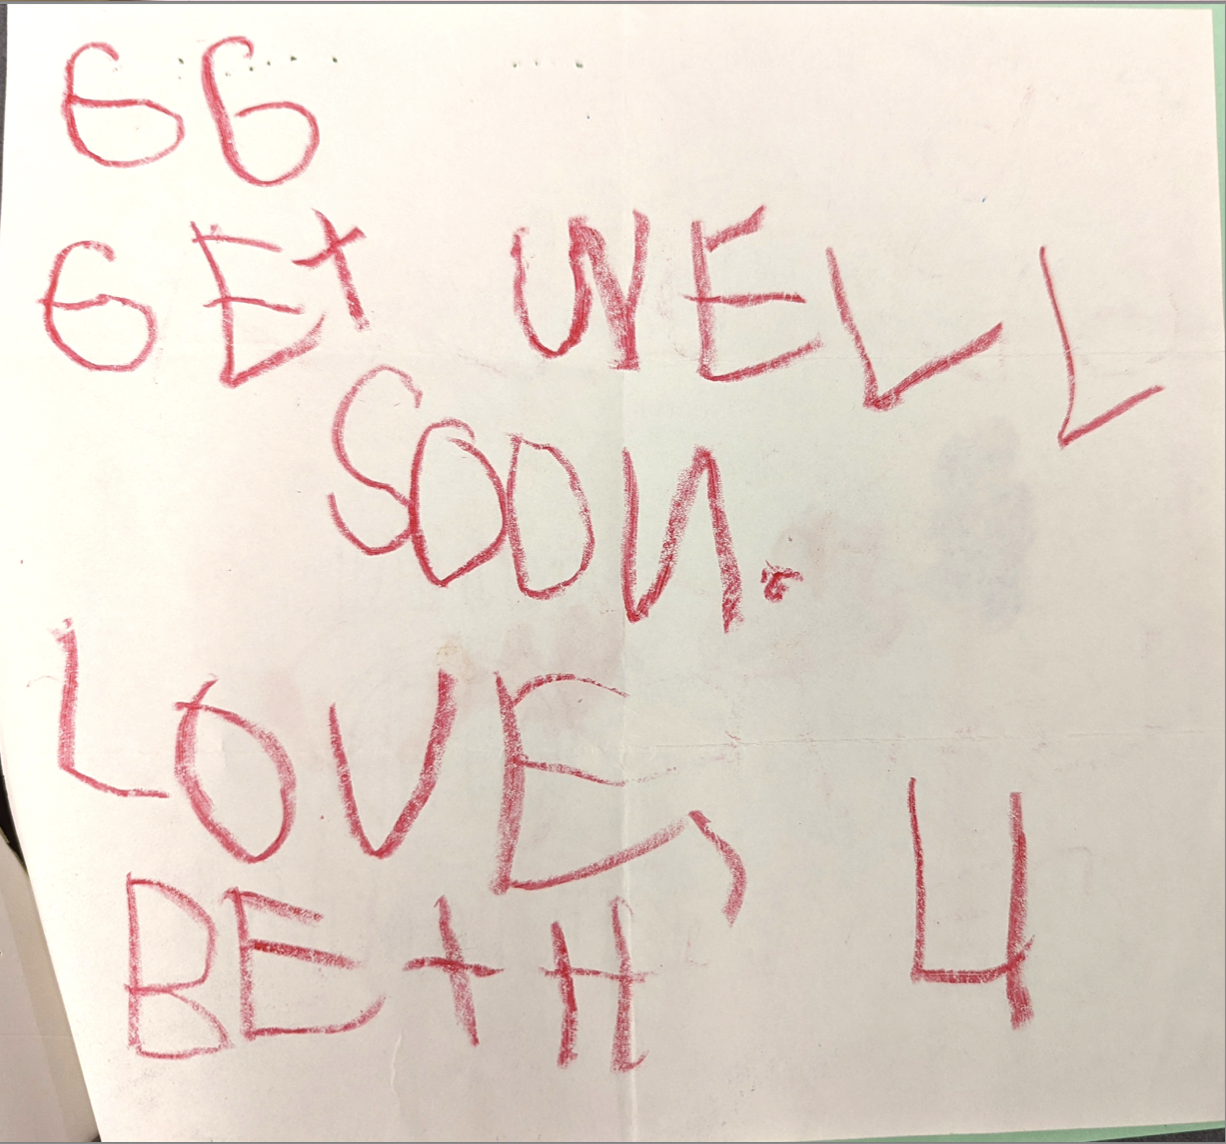 GG
GET WELL
SOON.
LOVE,
BETH 4